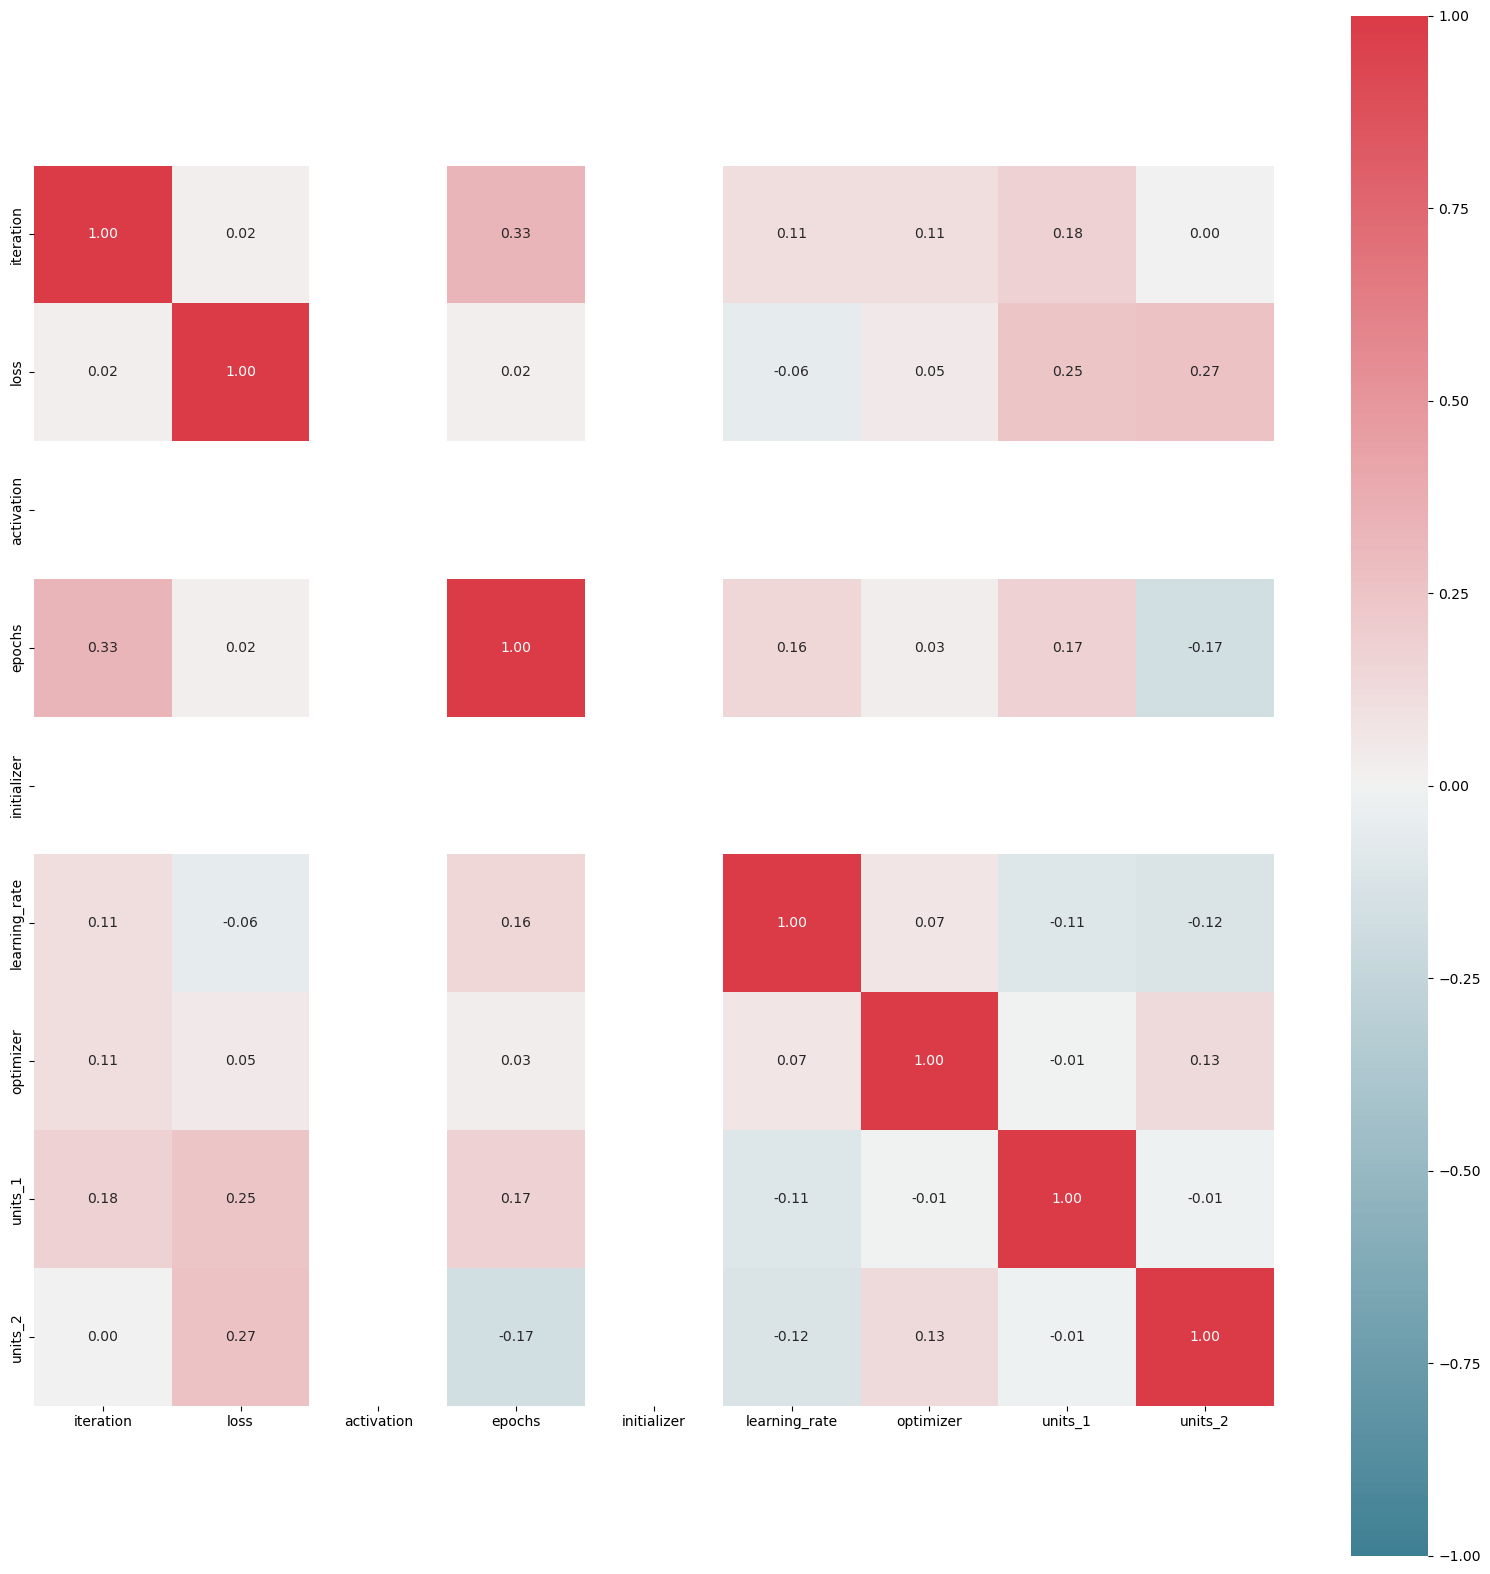 1.00
0.75
0.50
0.25
0.00
−0.25
−0.50
−0.75
−1.00
iteration 1.00 0.02 0.33 0.11 0.11 0.18 0.00
loss 0.02 1.00 0.02 -0.06 0.05 0.25 0.27
activation
epochs 0.33 0.02 1.00 0.16 0.03 0.17 -0.17
initializer
learning_rate 0.11 -0.06 0.16 1.00 0.07 -0.11 -0.12
optimizer 0.11 0.05 0.03 0.07 1.00 -0.01 0.13
units_1 0.18 0.25 0.17 -0.11 -0.01 1.00 -0.01
units_2 0.00 0.27 -0.17 -0.12 0.13 -0.01 1.00
iteration loss activation epochs initializer learning_rate optimizer units_1 units_2